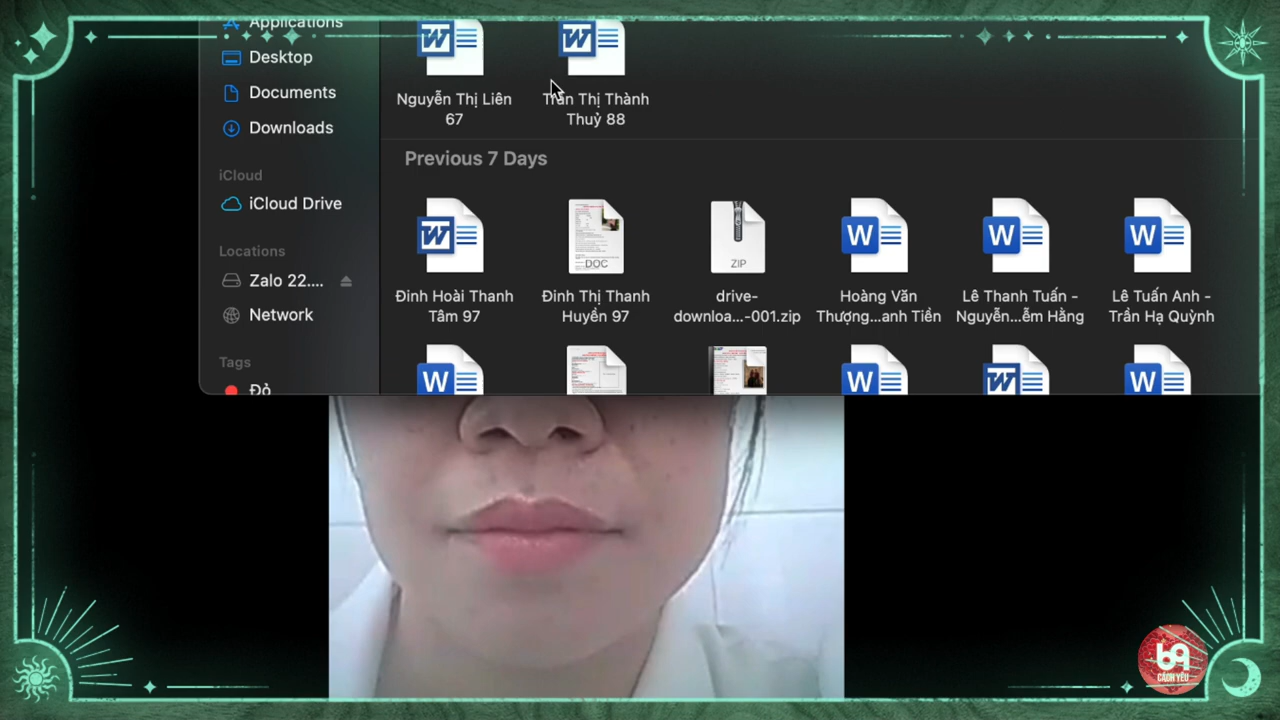 Applications
Desktop
Documents
Downloads
iCloud
iCloud Drive
Locations
Zalo 22....
Network
Tags
Đỏ
Nguyễn Thị Liên
67
Trần Thị Thành
Thuỷ 88
Previous 7 Days
Đinh Hoài Thanh
Tâm 97
DOC
Đinh Thị Thanh
Huyền 97
ZIP
drive-
downloa...-001.zip
Hoàng Văn
Thượng...anh Tiền
Lê Thanh Tuấn -
Nguyễn...ễm Hằng
Lê Tuấn Anh -
Trần Hạ Quỳnh
W
W
W
W
W
W
W
W
W
W
69
CÁCH YÊU